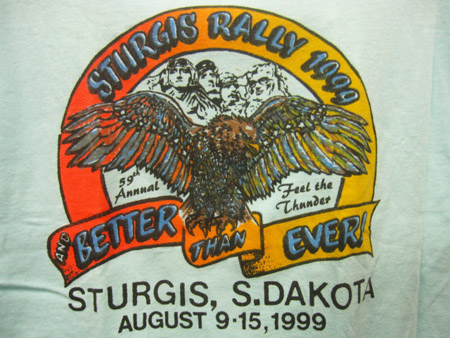 STURGIS RALLY 1999
59th
Annual
Feel the
Thunder
AND BETTER THAN EVER!
STURGIS, S.DAKOTA
AUGUST 9-15, 1999